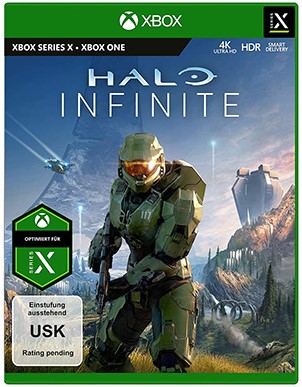 XBOX
XBOX SERIES X • XBOX ONE
4K
ULTRA HD
HDR
SMART
DELIVERY
SERIES X
HALO
INFINITE
117
OPTIMIERT FÜR
SERIES X
Einstufung
ausstehend
USK
Rating pending